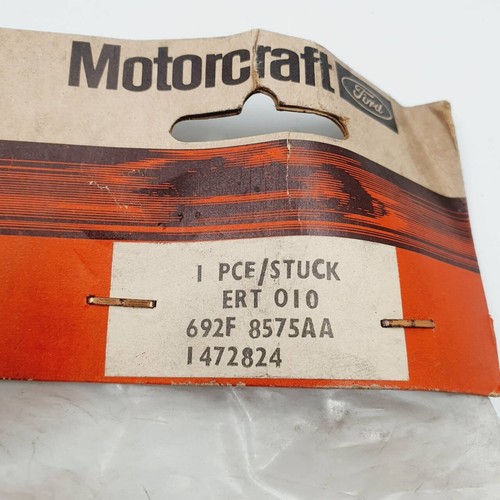 Motorcraft
Ford
1 PCE/STUCK
ERT 010
692F 8575AA
1472824